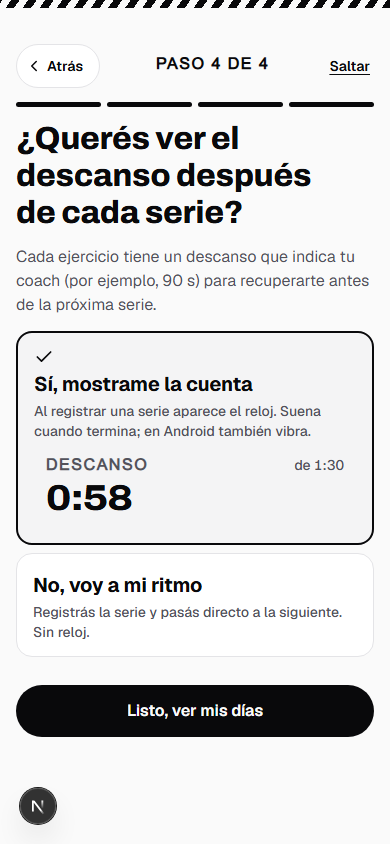 Atrás
PASO 4 DE 4
Saltar
¿Querés ver el
descanso después
de cada serie?
Cada ejercicio tiene un descanso que indica tu
coach (por ejemplo, 90 s) para recuperarte antes
de la próxima serie.
Sí, mostrame la cuenta
Al registrar una serie aparece el reloj. Suena
cuando termina; en Android también vibra.
DESCANSO
de 1:30
0:58
No, voy a mi ritmo
Registrás la serie y pasás directo a la siguiente.
Sin reloj.
Listo, ver mis días
N